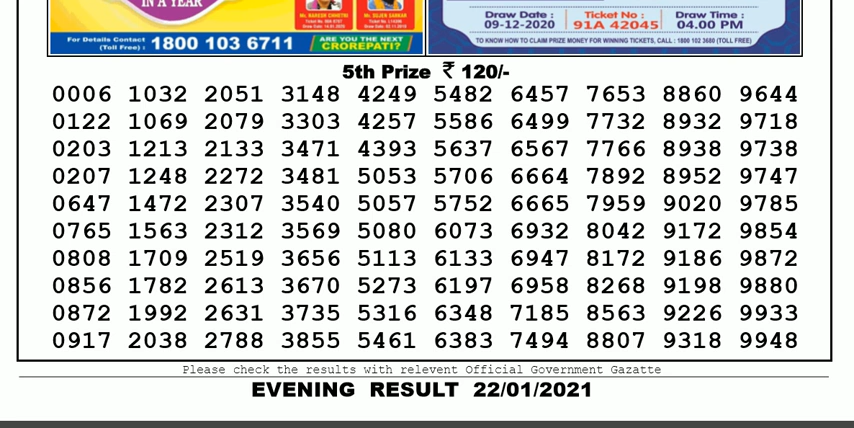 IN A YEAR
For Details Contact
(Toll Free) : 1800 103 6711
ARE YOU THE NEXT
CROREPATI?
Draw Date : Ticket No : Draw Time :
09-12-2020 91A 42045 04.00 PM
TO KNOW HOW TO CLAIM PRIZE MONEY FOR WINNING TICKETS, CALL : 1800 102 3680 (TOLL FREE)
5th Prize ₹ 120/-
0006 1032 2051 3148 4249 5482 6457 7653 8860 9644
0122 1069 2079 3303 4257 5586 6499 7732 8932 9718
0203 1213 2133 3471 4393 5637 6567 7766 8938 9738
0207 1248 2272 3481 5053 5706 6664 7892 8952 9747
0647 1472 2307 3540 5057 5752 6665 7959 9020 9785
0765 1563 2312 3569 5080 6073 6932 8042 9172 9854
0808 1709 2519 3656 5113 6133 6947 8172 9186 9872
0856 1782 2613 3670 5273 6197 6958 8268 9198 9880
0872 1992 2631 3735 5316 6348 7185 8563 9226 9933
0917 2038 2788 3855 5461 6383 7494 8807 9318 9948
Please check the results with relevent Official Government Gazatte
EVENING RESULT 22/01/2021